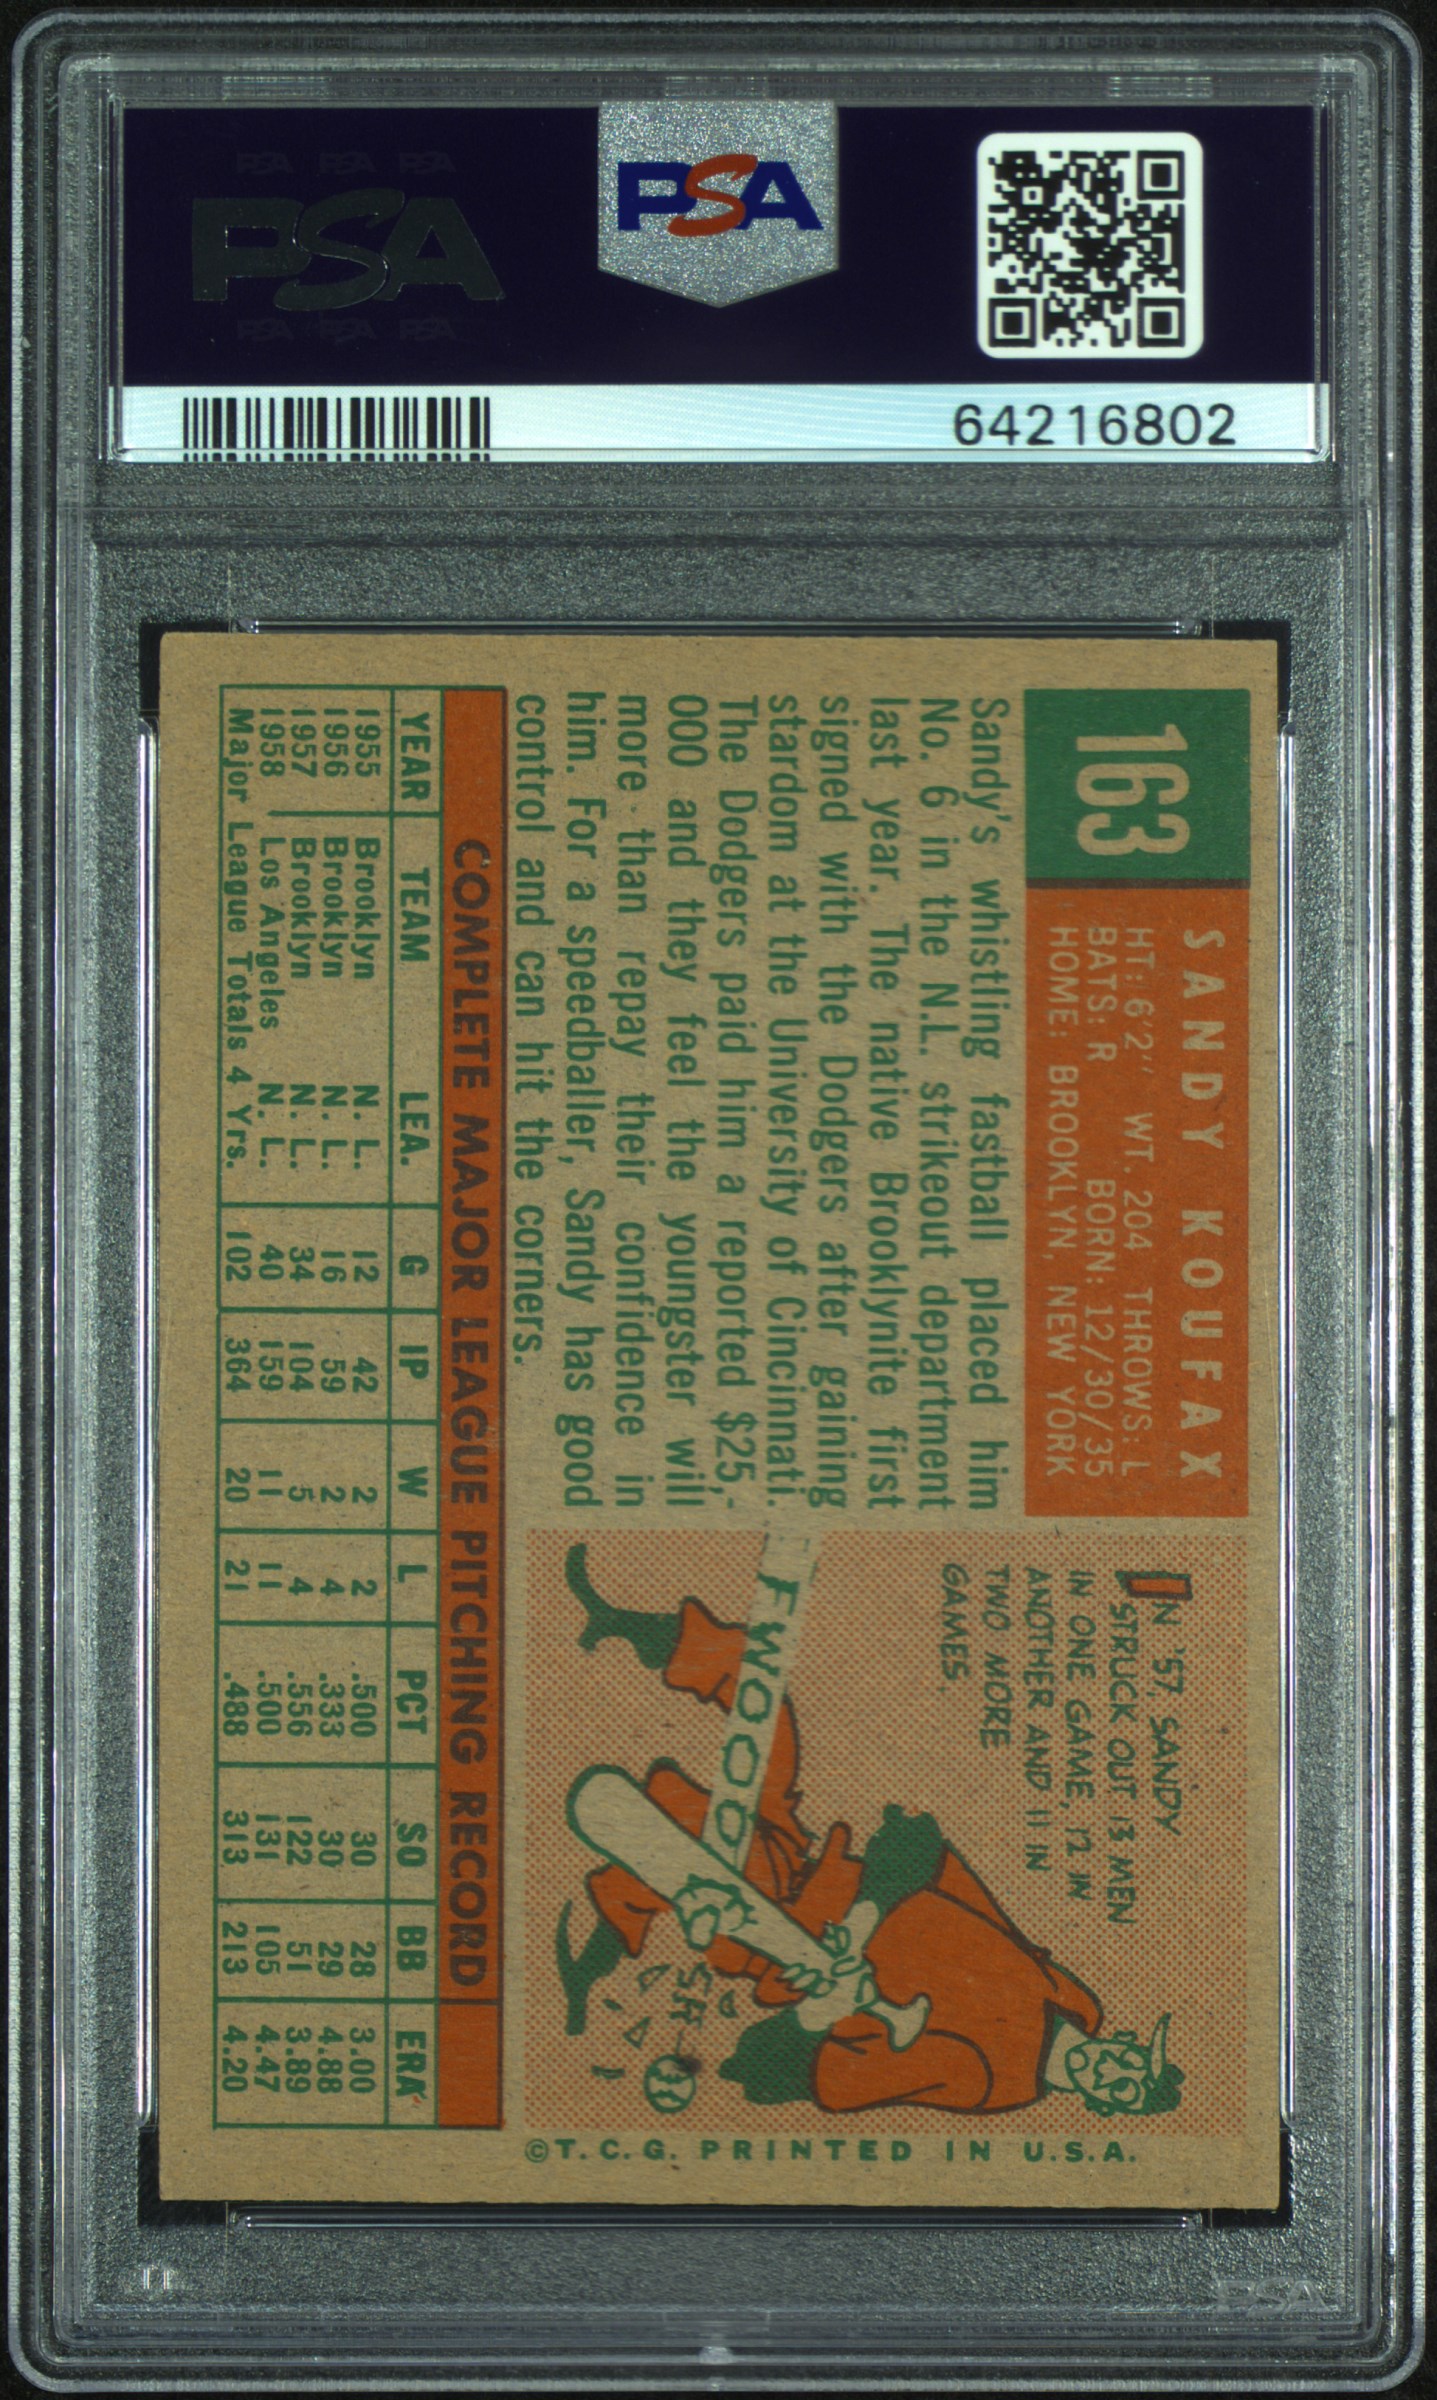 PSA PSA PSA
PSA
PSA PSA PSA
PSA
64216802
163
SANDY KOUFAX
HT: 6'2" WT. 204 THROWS: L
BATS: R BORN: 12/30/35
HOME: BROOKLYN, NEW YORK
Sandy's whistling fastball placed him
No. 6 in the N.L. strikeout department
last year. The native Brooklynite first
signed with the Dodgers after gaining
stardom at the University of Cincinnati.
The Dodgers paid him a reported $25,-
000 and they feel the youngster will
more than repay their confidence in
him. For a speedballer, Sandy has good
control and can hit the corners.
IN '57, SANDY
STRUCK OUT 13 MEN
IN ONE GAME, 12 IN
ANOTHER AND 11 IN
TWO MORE
GAMES.
FWOOO
SH
COMPLETE MAJOR LEAGUE PITCHING RECORD
YEAR TEAM LEA. G IP W L PCT SO BB ERA
1955 Brooklyn N. L. 12 42 2 2 .500 30 28 3.00
1956 Brooklyn N. L. 16 59 2 4 .333 30 29 4.88
1957 Brooklyn N. L. 34 104 5 4 .556 122 51 3.89
1958 Los Angeles N. L. 40 159 11 11 .500 131 105 4.47
Major League Totals 4 Yrs. 102 364 20 21 .488 313 213 4.20
©T.C.G. PRINTED IN U.S.A.
PSA